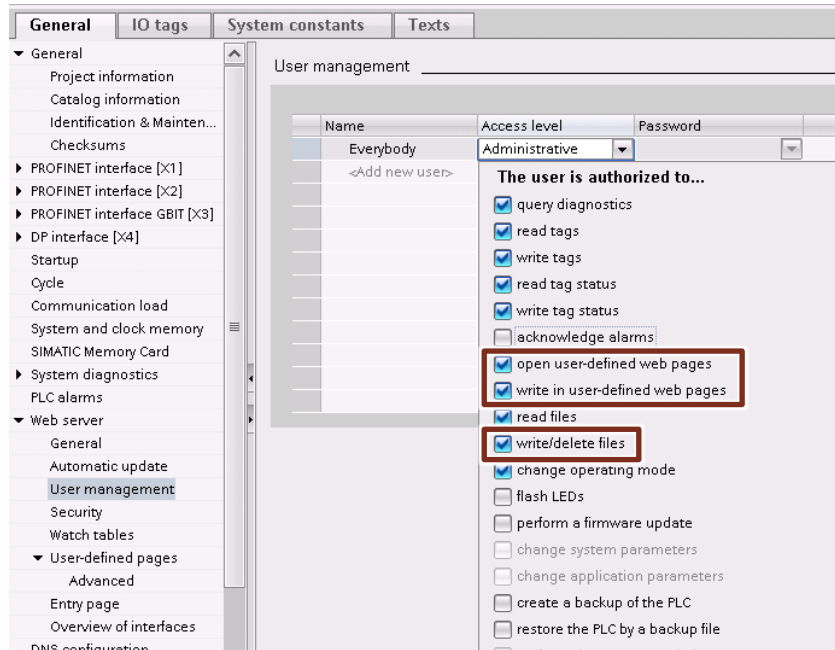 General IO tags System constants Texts
General
Project information
Catalog information
Identification & Mainten...
Checksums
PROFINET interface [X1]
PROFINET interface [X2]
PROFINET interface GBIT [X3]
DP interface [X4]
Startup
Cycle
Communication load
System and clock memory
SIMATIC Memory Card
System diagnostics
PLC alarms
Web server
General
Automatic update
User management
Security
Watch tables
User-defined pages
Advanced
Entry page
Overview of interfaces
DNS configuration
User management
Name Access level Password
Everybody Administrative
<Add new user>
The user is authorized to...
query diagnostics
read tags
write tags
read tag status
write tag status
acknowledge alarms
open user-defined web pages
write in user-defined web pages
read files
write/delete files
change operating mode
flash LEDs
perform a firmware update
change system parameters
change application parameters
create a backup of the PLC
restore the PLC by a backup file